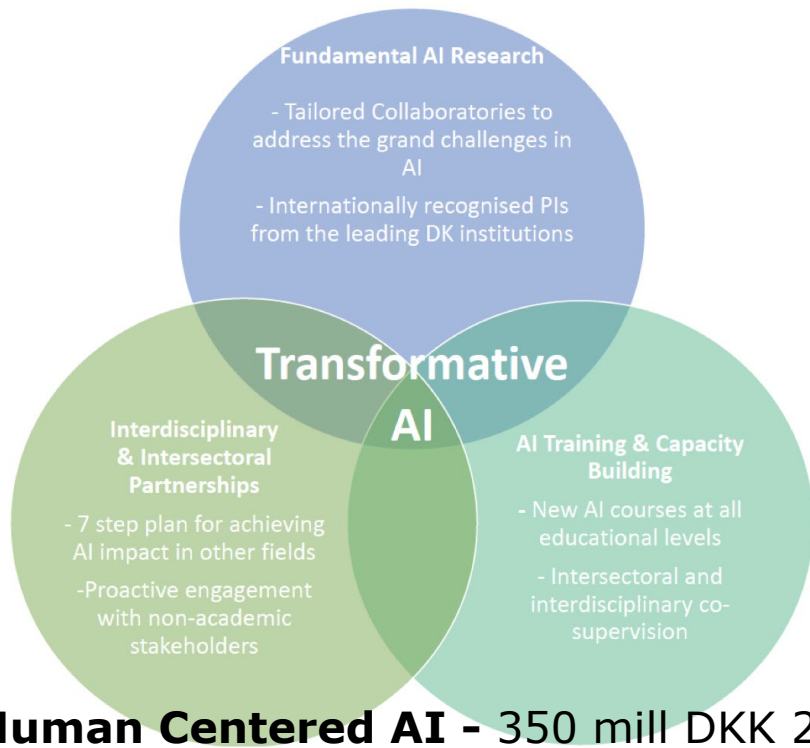 Fundamental AI Research
- Tailored Collaboratories to
address the grand challenges in
AI
- Internationally recognised PIs
from the leading DK institutions
Transformative
AI
Interdisciplinary
& Intersectoral
Partnerships
- 7 step plan for achieving
AI impact in other fields
-Proactive engagement
with non-academic
stakeholders
AI Training & Capacity
Building
- New AI courses at all
educational levels
- Intersectoral and
interdisciplinary co-
supervision
Human Centered AI - 350 mill DKK 2